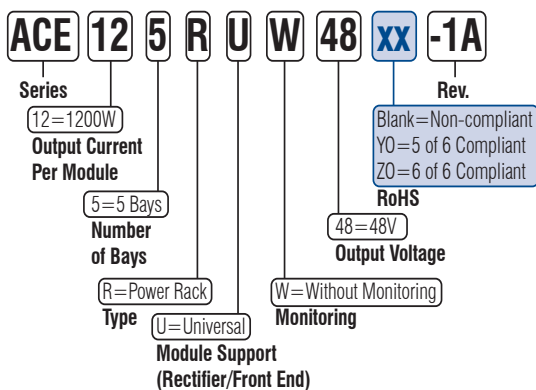 ACE 12 5 R U W 48 xx -1A
Series
12=1200W
Output Current
Per Module
5=5 Bays
Number
of Bays
R=Power Rack
Type
U=Universal
Module Support
(Rectifier/Front End)
W=Without Monitoring
Monitoring
48=48V
Output Voltage
Rev.
Blank=Non-compliant
YO=5 of 6 Compliant
ZO=6 of 6 Compliant
RoHS